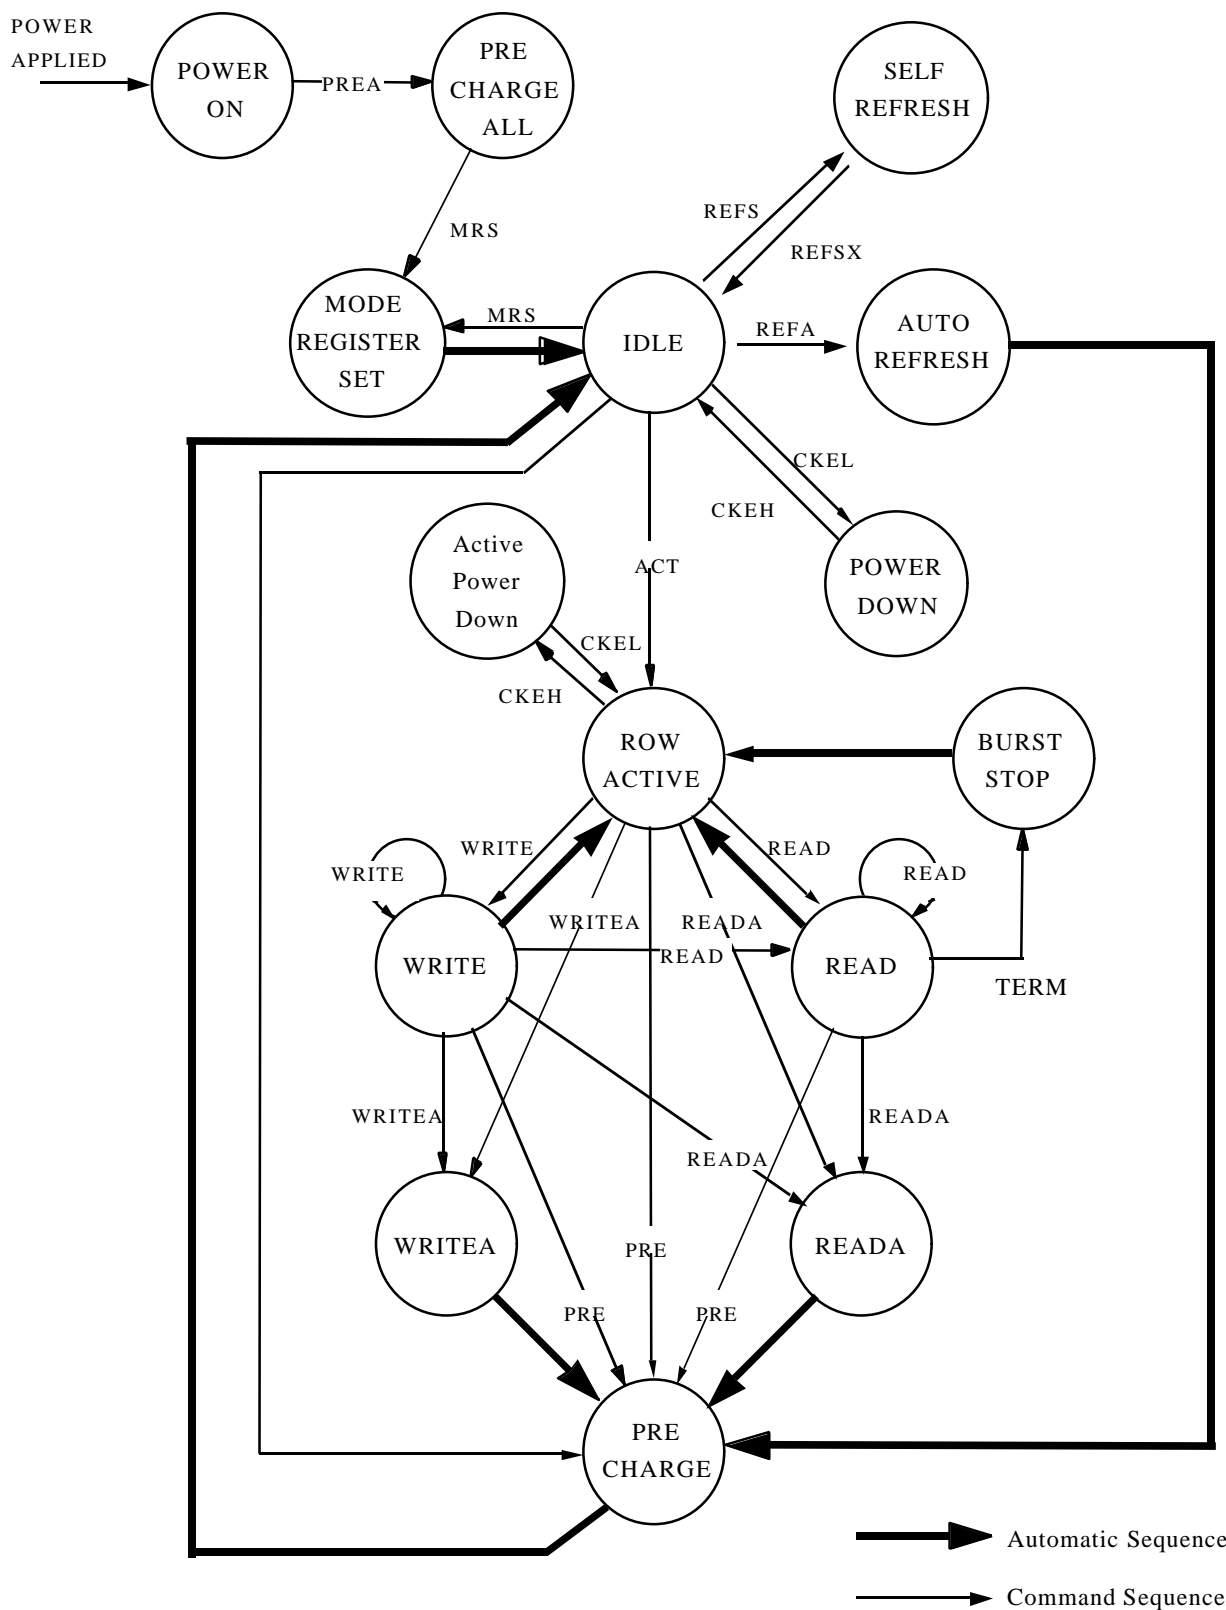 POWER
APPLIED
POWER
ON
PREA
PRE
CHARGE
ALL
SELF
REFRESH
MRS
REFS
REFSX
MODE
REGISTER
SET
MRS
IDLE
REFA
AUTO
REFRESH
CKEL
CKEH
Active
Power
Down
ACT
POWER
DOWN
CKEL
CKEH
ROW
ACTIVE
BURST
STOP
WRITE
WRITE
READ
READ
WRITEA
READA
READ
WRITE
READ
TERM
WRITEA
READA
READA
WRITEA
READA
PRE
PRE
PRE
PRE
CHARGE
Automatic Sequence
Command Sequence